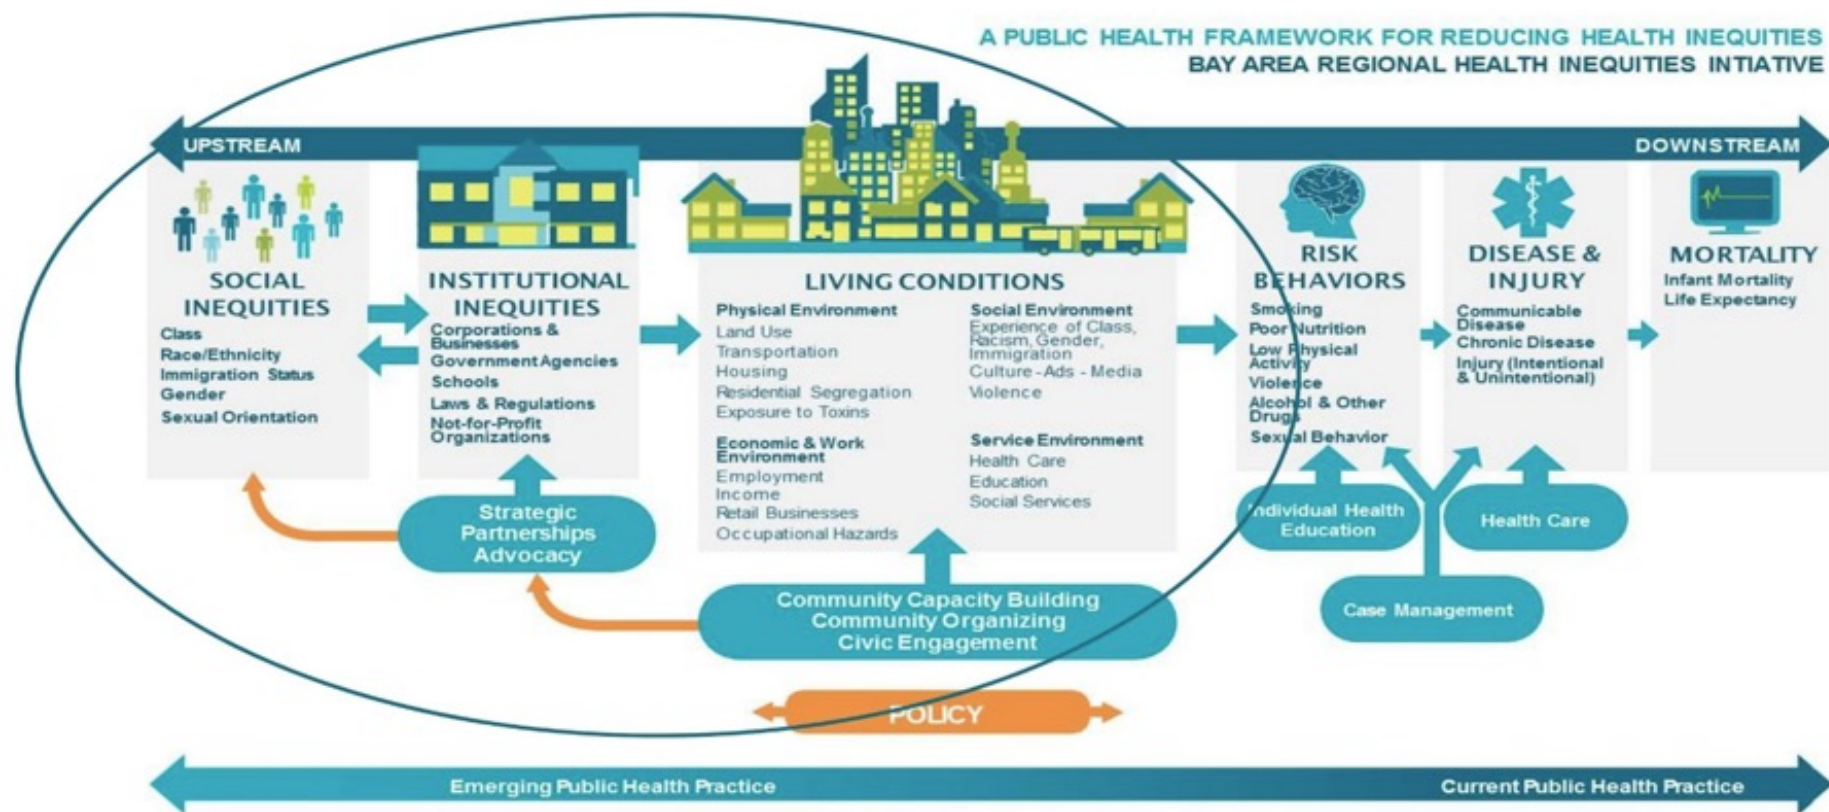 A PUBLIC HEALTH FRAMEWORK FOR REDUCING HEALTH INEQUITIES
BAY AREA REGIONAL HEALTH INEQUITIES INTIATIVE
UPSTREAM
DOWNSTREAM
SOCIAL
INEQUITIES
Class
Race/Ethnicity
Immigration Status
Gender
Sexual Orientation
INSTITUTIONAL
INEQUITIES
Corporations &
Businesses
Government Agencies
Schools
Laws & Regulations
Not-for-Profit
Organizations
LIVING CONDITIONS
Physical Environment
Land Use
Transportation
Housing
Residential Segregation
Exposure to Toxins
Economic & Work
Environment
Employment
Income
Retail Businesses
Occupational Hazards
Social Environment
Experience of Class,
Racism, Gender,
Immigration
Culture - Ads - Media
Violence
Service Environment
Health Care
Education
Social Services
RISK
BEHAVIORS
Smoking
Poor Nutrition
Low Physical
Activity
Violence
Alcohol & Other
Drugs
Sexual Behavior
DISEASE &
INJURY
Communicable
Disease
Chronic Disease
Injury (Intentional
& Unintentional)
MORTALITY
Infant Mortality
Life Expectancy
Strategic
Partnerships
Advocacy
Community Capacity Building
Community Organizing
Civic Engagement
Individual Health
Education
Health Care
Case Management
POLICY
Emerging Public Health Practice
Current Public Health Practice